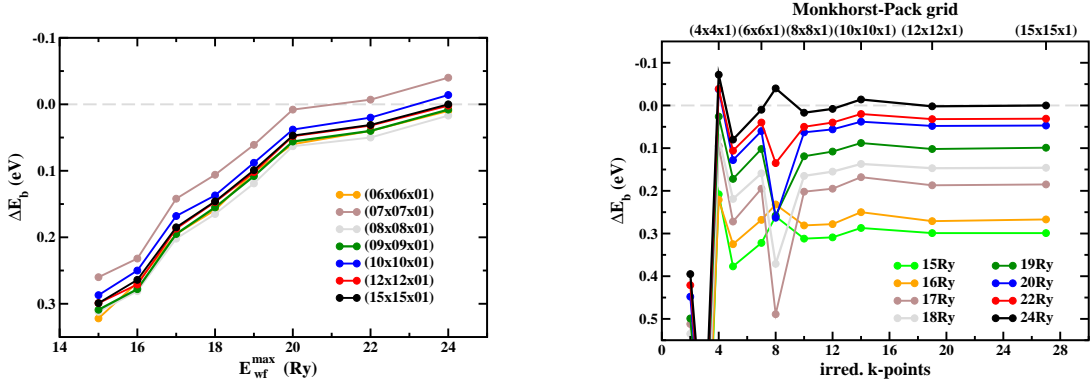 -0.1
0.0
0.1
0.2
0.3
ΔE_b (eV)
14 16 18 20 22 24
E_wf^max (Ry)
(06x06x01)
(07x07x01)
(08x08x01)
(09x09x01)
(10x10x01)
(12x12x01)
(15x15x01)
Monkhorst-Pack grid
(4x4x1) (6x6x1) (8x8x1) (10x10x1) (12x12x1) (15x15x1)
-0.1
0.0
0.1
0.2
0.3
0.4
0.5
ΔE_b (eV)
15Ry 19Ry
16Ry 20Ry
17Ry 22Ry
18Ry 24Ry
0 4 8 12 16 20 24 28
irred. k-points